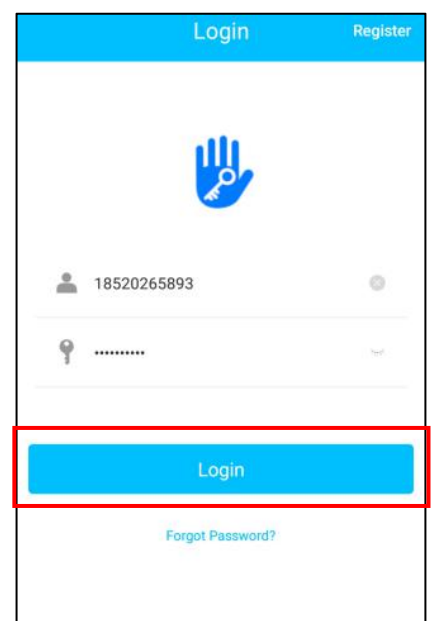 Login
Register
18520265893
••••••••••
Login
Forgot Password?